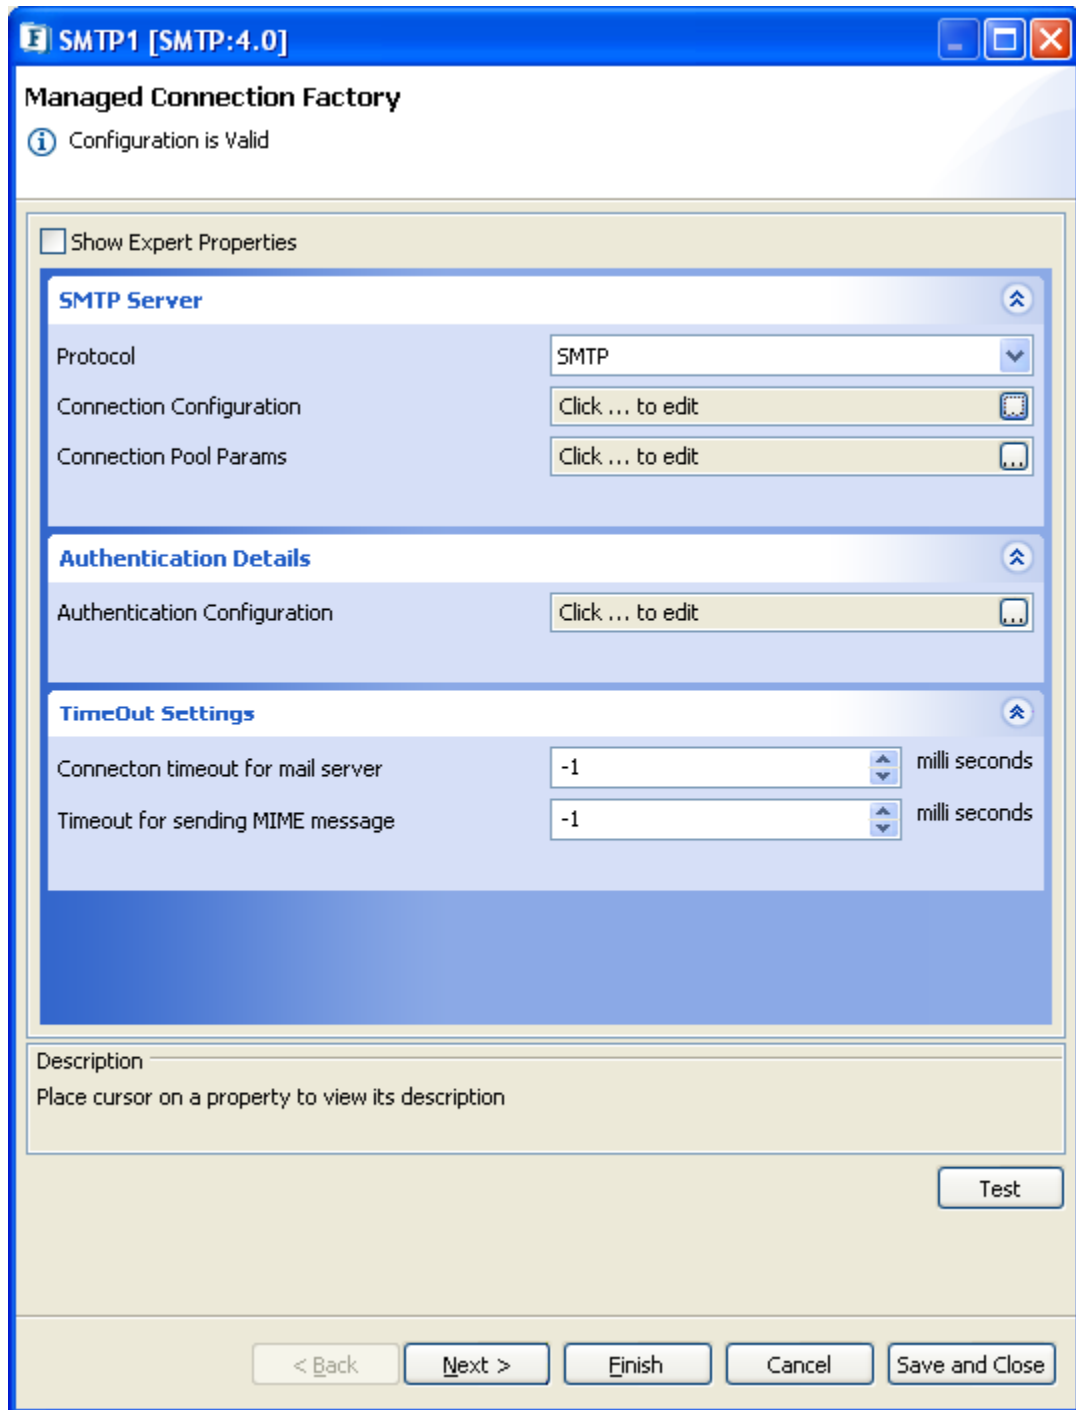 SMTP1 [SMTP:4.0]
Managed Connection Factory
Configuration is Valid
Show Expert Properties
SMTP Server
Protocol SMTP
Connection Configuration Click ... to edit
Connection Pool Params Click ... to edit ...
Authentication Details
Authentication Configuration Click ... to edit ...
TimeOut Settings
Connecton timeout for mail server -1 milli seconds
Timeout for sending MIME message -1 milli seconds
Description
Place cursor on a property to view its description
Test
< Back Next > Finish Cancel Save and Close